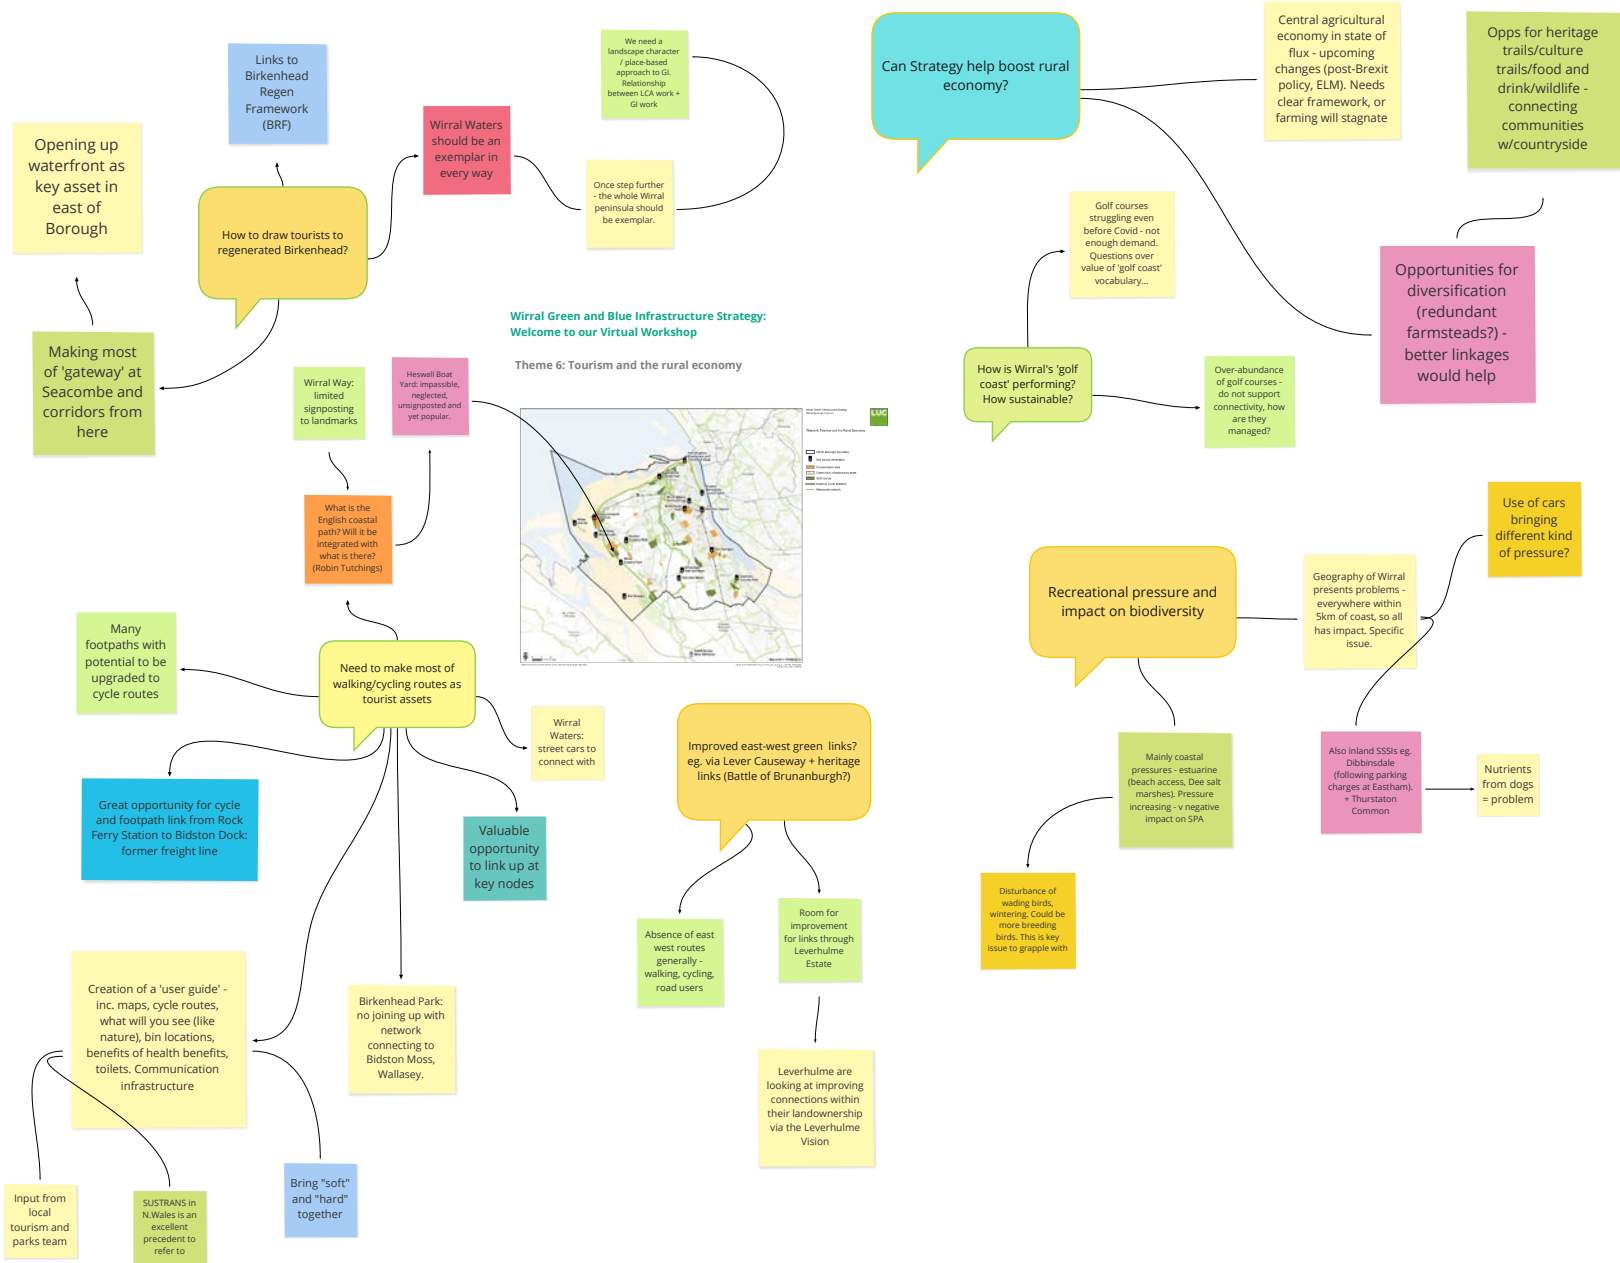 Links to
Birkenhead
Regen
Framework
(BRF)
Opening up
waterfront as
key asset in
east of
Borough
How to draw tourists to
regenerated Birkenhead?
Making most
of 'gateway' at
Seacombe and
corridors from
here
Wirral Waters
should be an
exemplar in
every way
We need a
landscape character
/ place-based
approach to GI.
Relationship
between LCA work +
GI work
Once step further
- the whole Wirral
peninsula should
be exemplar.
Can Strategy help boost rural
economy?
Central agricultural
economy in state of
flux - upcoming
changes (post-Brexit
policy, ELM). Needs
clear framework, or
farming will stagnate
Opps for heritage
trails/culture
trails/food and
drink/wildlife -
connecting
communities
w/countryside
Opportunities for
diversification
(redundant
farmsteads?) -
better linkages
would help
Golf courses
struggling even
before Covid - not
enough demand.
Questions over
value of 'golf coast'
vocabulary...
How is Wirral's 'golf
coast' performing?
How sustainable?
Over-abundance
of golf courses -
do not support
connectivity, how
are they
managed?
Wirral Green and Blue Infrastructure Strategy:
Welcome to our Virtual Workshop
Theme 6: Tourism and the rural economy
LUC
Wirral Way:
limited
signposting
to landmarks
Heswall Boat
Yard: impassible,
neglected,
unsignposted and
yet popular.
What is the
English coastal
path? Will it be
integrated with
what is there?
(Robin Tutchings)
Many
footpaths with
potential to be
upgraded to
cycle routes
Need to make most of
walking/cycling routes as
tourist assets
Wirral
Waters:
street cars to
connect with
Great opportunity for cycle
and footpath link from Rock
Ferry Station to Bidston Dock:
former freight line
Valuable
opportunity
to link up at
key nodes
Creation of a 'user guide' -
inc. maps, cycle routes,
what will you see (like
nature), bin locations,
benefits of health benefits,
toilets. Communication
infrastructure
Birkenhead Park:
no joining up with
network
connecting to
Bidston Moss,
Wallasey.
Input from
local
tourism and
parks team
SUSTRANS in
N.Wales is an
excellent
precedent to
refer to
Bring "soft"
and "hard"
together
Improved east-west green links?
eg. via Lever Causeway + heritage
links (Battle of Brunanburgh?)
Absence of east
west routes
generally -
walking, cycling,
road users
Room for
improvement
for links through
Leverhulme
Estate
Leverhulme are
looking at improving
connections within
their landownership
via the Leverhulme
Vision
Recreational pressure and
impact on biodiversity
Geography of Wirral
presents problems -
everywhere within
5km of coast, so all
has impact. Specific
issue.
Use of cars
bringing
different kind
of pressure?
Mainly coastal
pressures - estuarine
(beach access, Dee salt
marshes). Pressure
increasing - v negative
impact on SPA
Also inland SSSIs eg.
Dibbinsdale
(following parking
charges at Eastham).
+ Thurstaton
Common
Nutrients
from dogs
= problem
Disturbance of
wading birds,
wintering. Could be
more breeding
birds. This is key
issue to grapple with